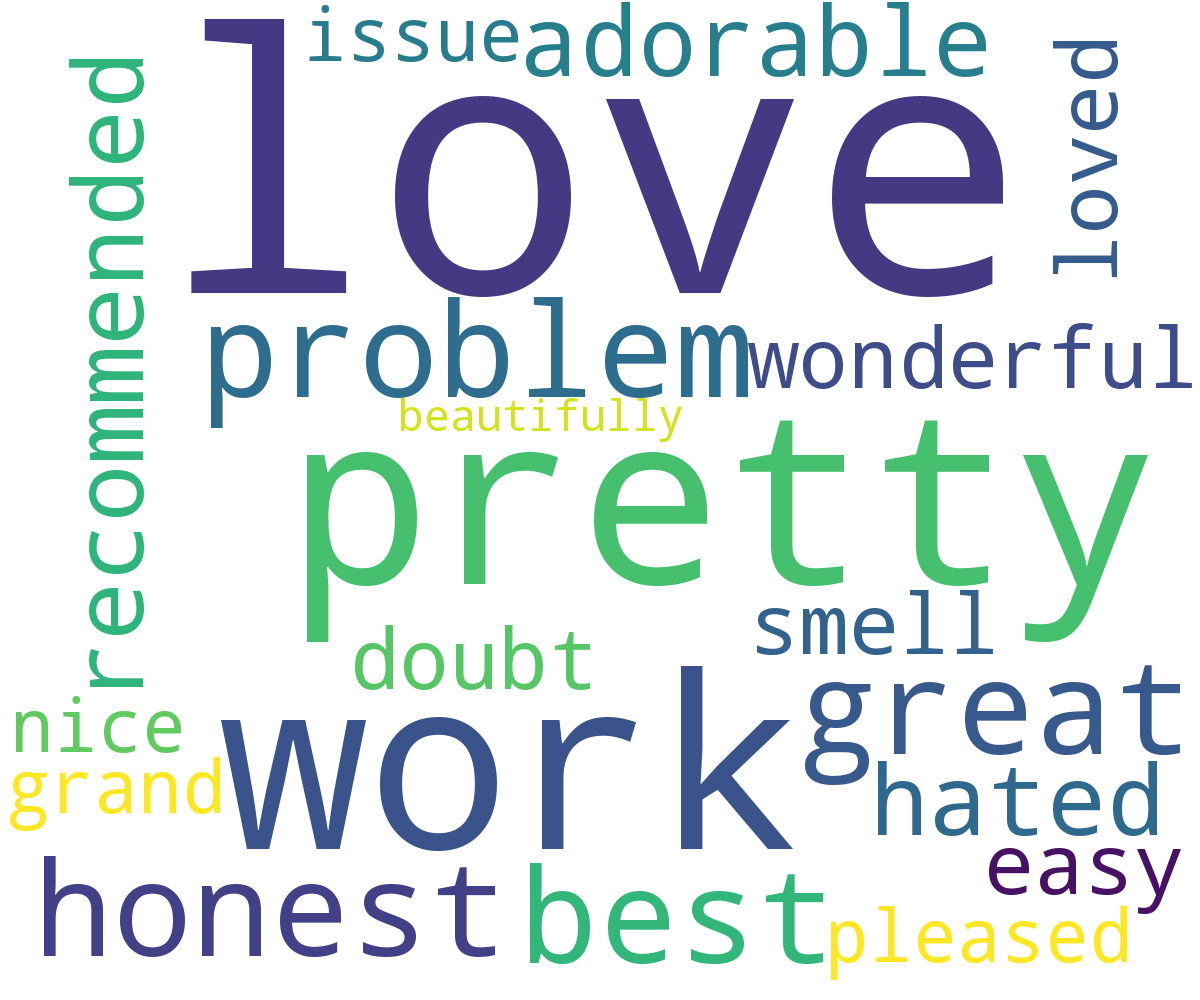 issue
adorable
love
loved
recommended
problem
wonderful
beautifully
pretty
smell
doubt
work
great
nice
grand
hated
easy
honest
best
pleased